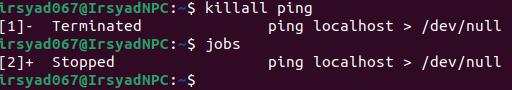 irsyad067@IrsyadNPC:~$ killall ping
[1]-  Terminated              ping localhost > /dev/null
irsyad067@IrsyadNPC:~$ jobs
[2]+  Stopped                 ping localhost > /dev/null
irsyad067@IrsyadNPC:~$